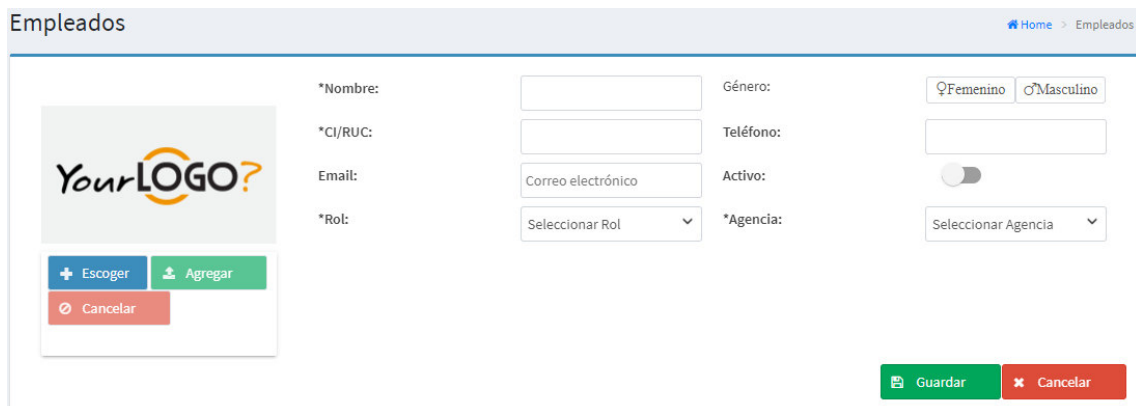 Empleados
Home > Empleados
*Nombre:
Género:
♀Femenino ♂Masculino
*CI/RUC:
Teléfono:
YourLOGO?
Email:
Correo electrónico
Activo:
*Rol:
Seleccionar Rol
*Agencia:
Seleccionar Agencia
Escoger
Agregar
Cancelar
Guardar
Cancelar